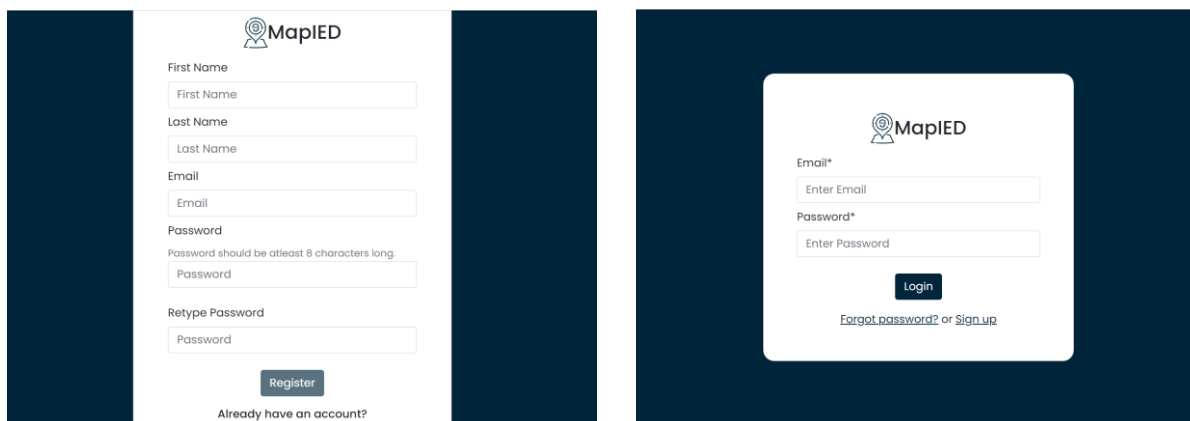 MapIED
First Name
First Name
Last Name
Last Name
Email
Email
Password
Password should be atleast 8 characters long.
Password
Retype Password
Password
Register
Already have an account?
MapIED
Email*
Enter Email
Password*
Enter Password
Login
Forgot password? or Sign up